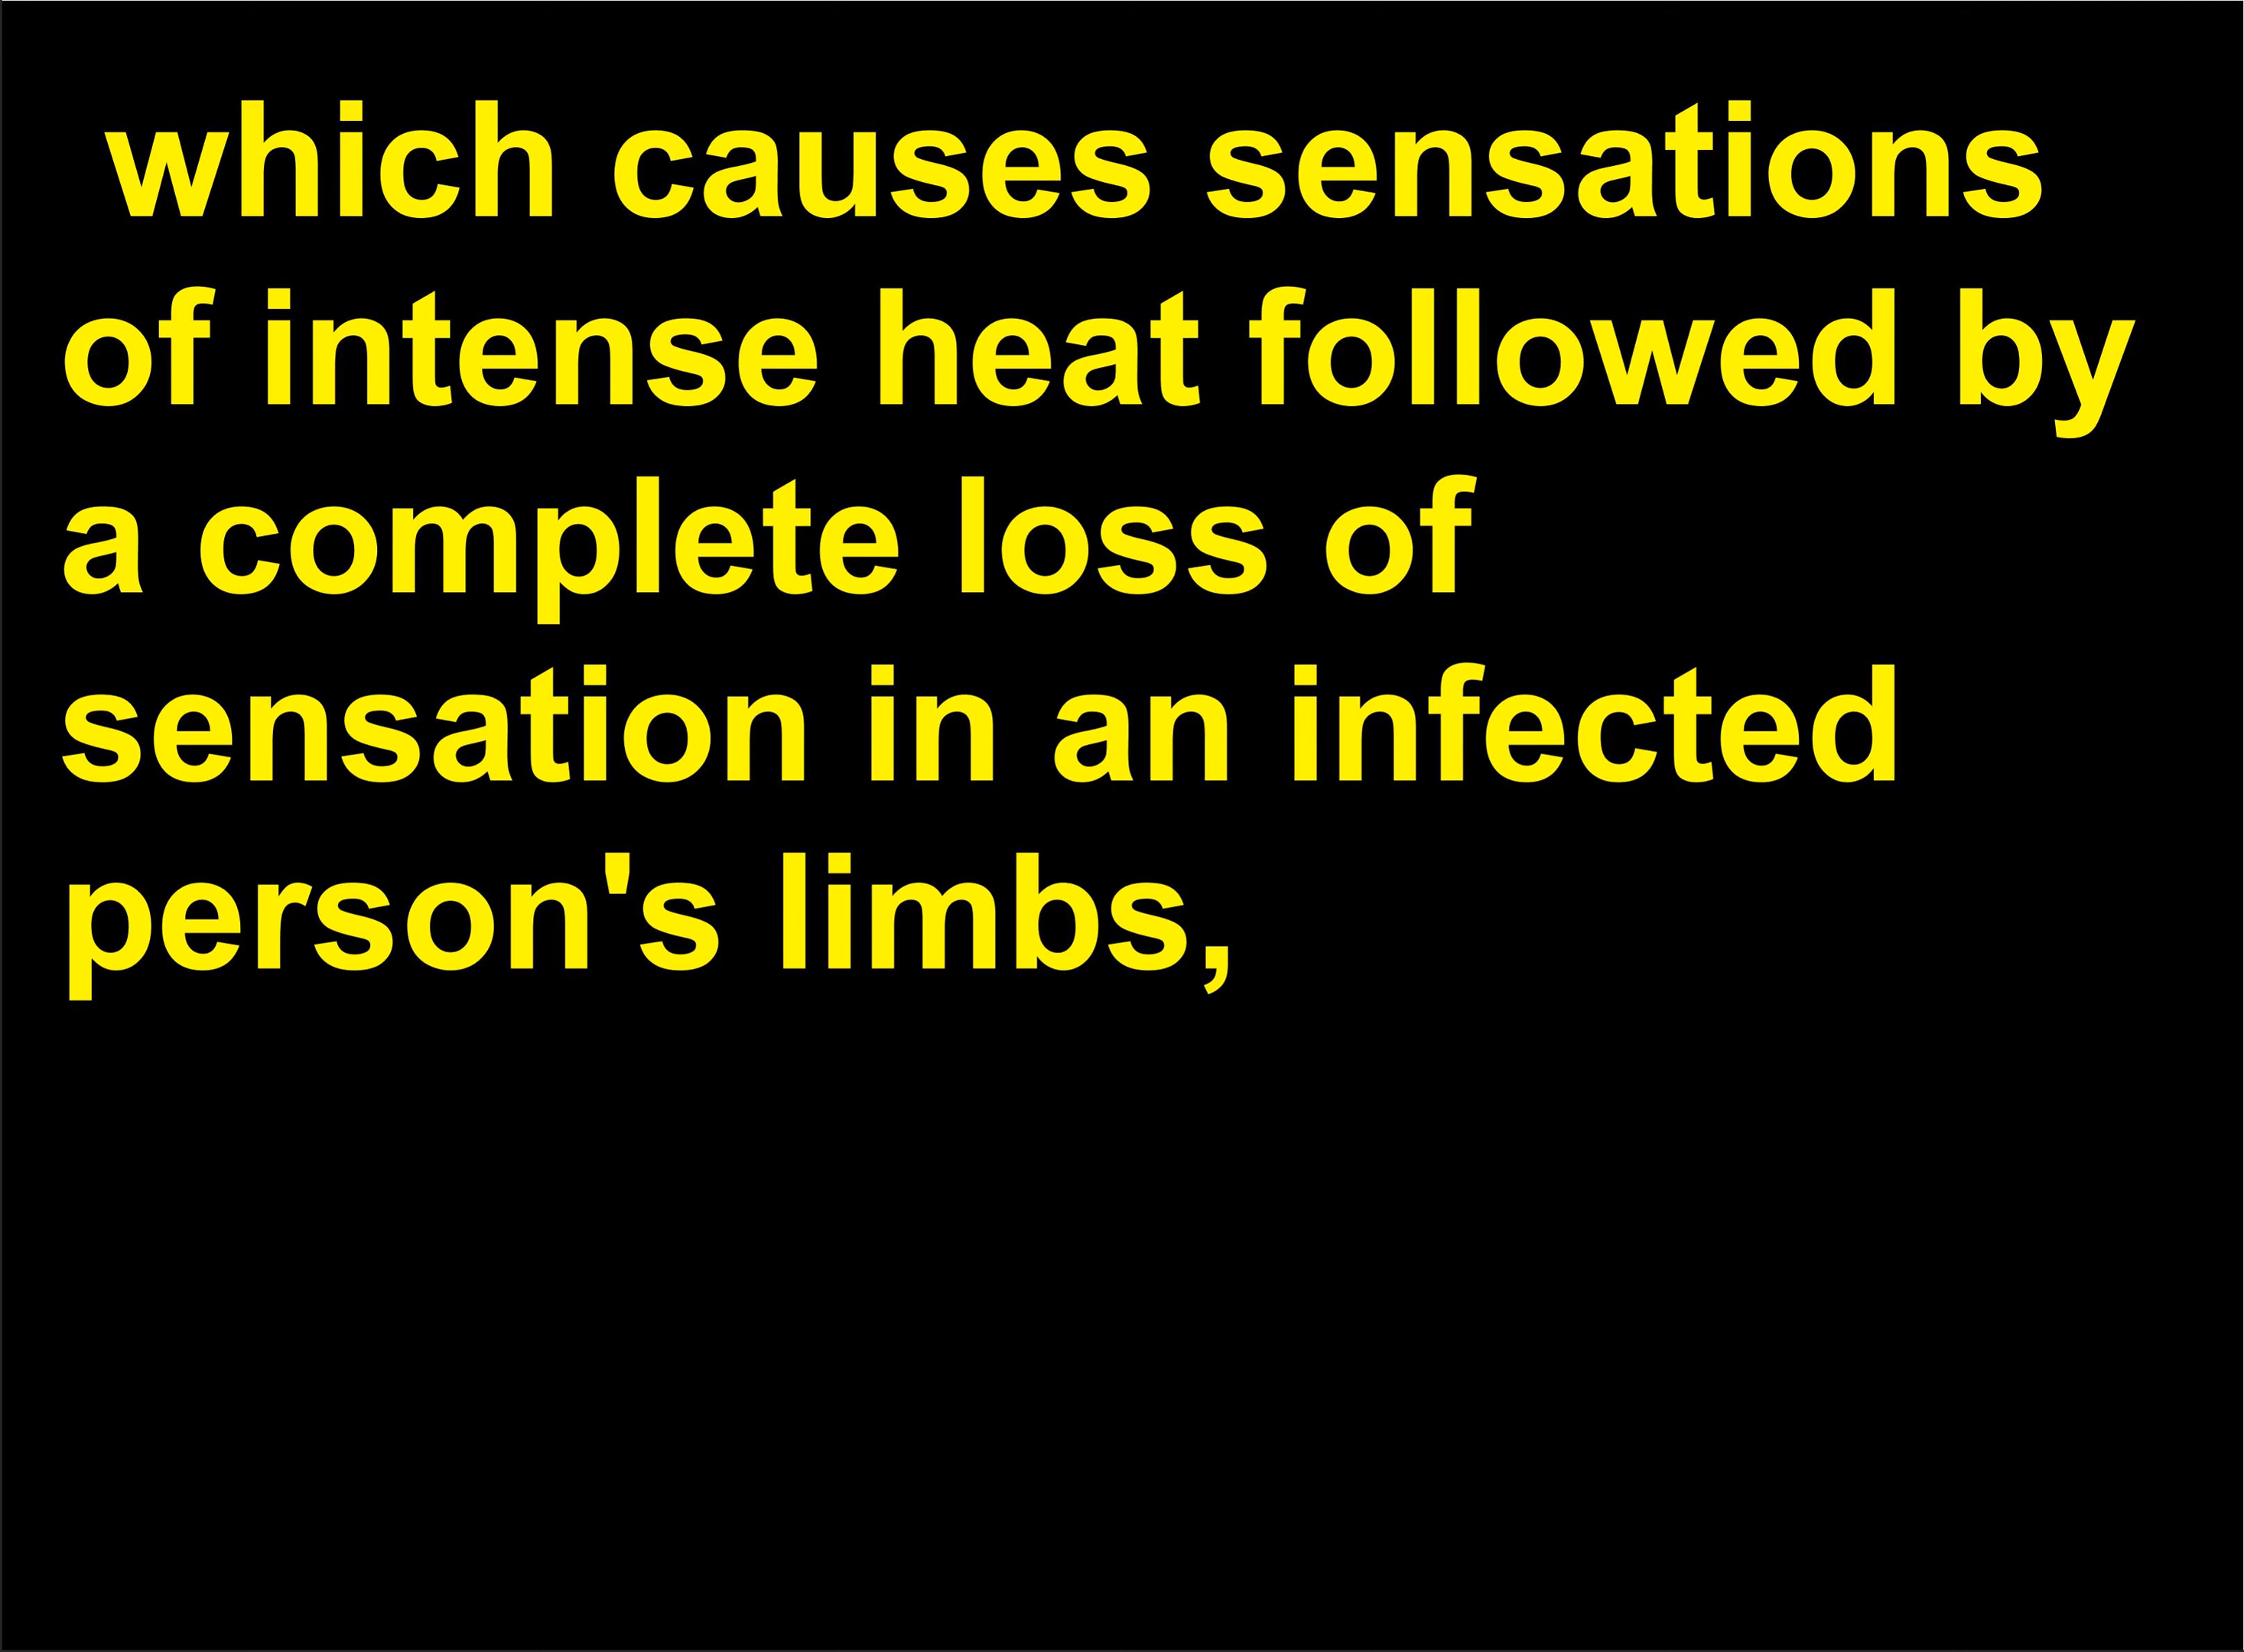 which causes sensations
of intense heat followed by
a complete loss of
sensation in an infected
person's limbs,